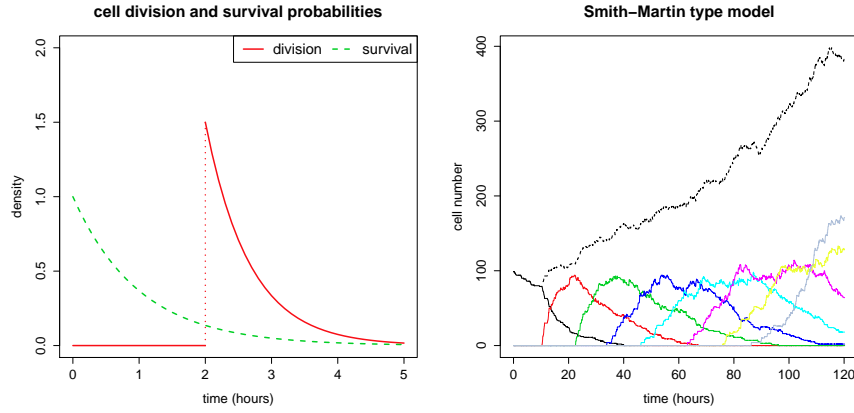 cell division and survival probabilities
division
survival
density
2.0
1.5
1.0
0.5
0.0
0 1 2 3 4 5
time (hours)
Smith−Martin type model
cell number
400
300
200
100
0
0 20 40 60 80 100 120
time (hours)